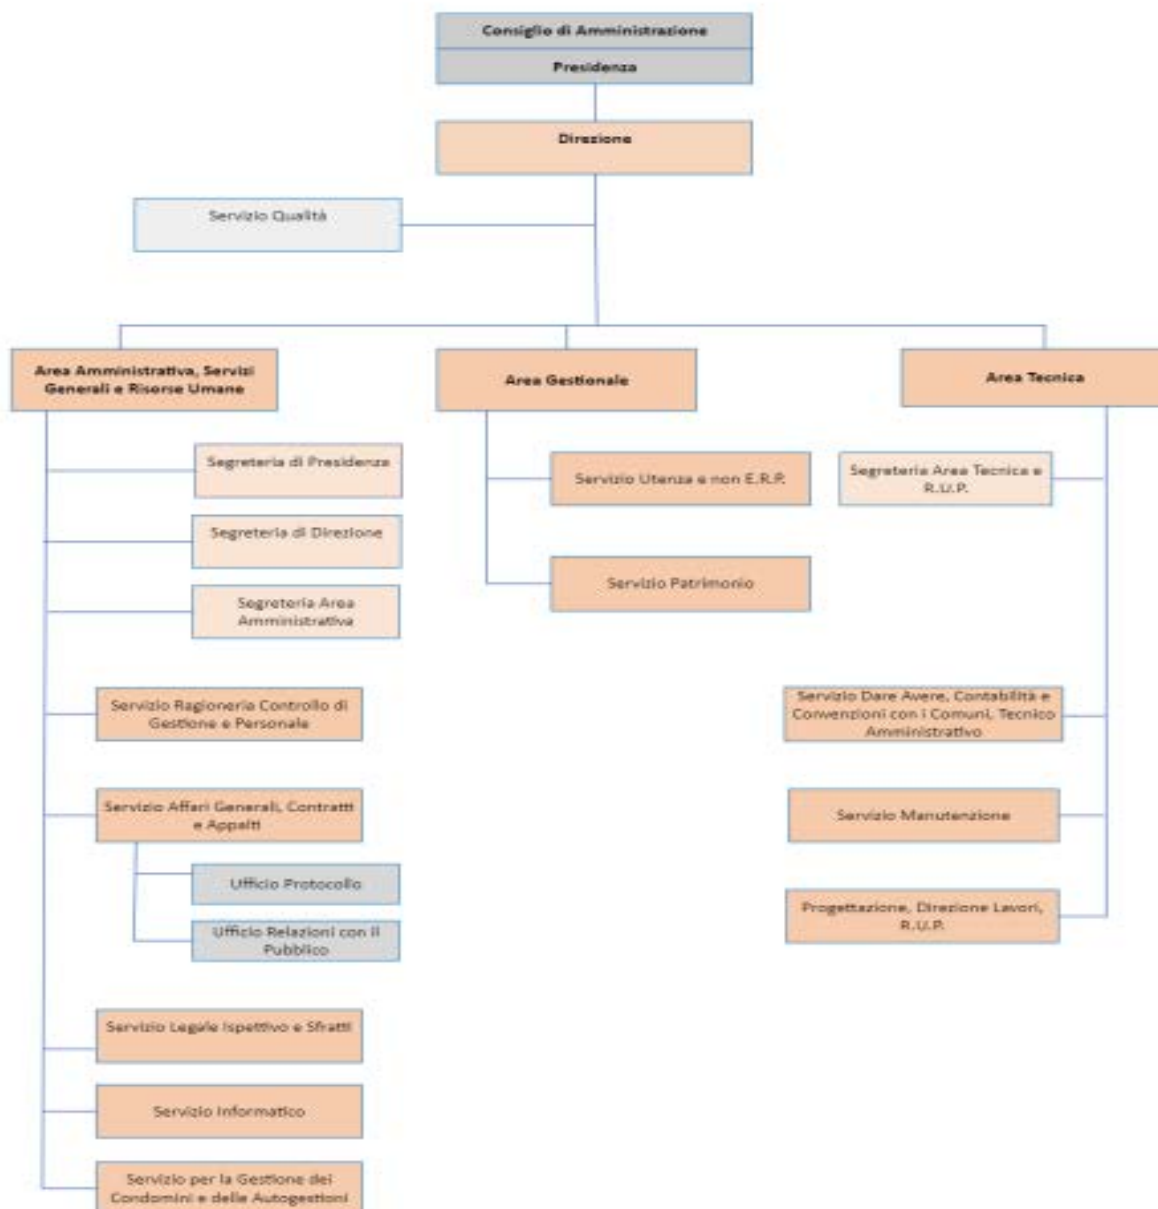 Consiglio di Amministrazione
Presidenza
Direzione
Servizio Qualità
Area Amministrativa, Servizi
Generali e Risorse Umane
Area Gestionale
Area Tecnica
Segreteria di Presidenza
Segreteria di Direzione
Segreteria Area
Amministrativa
Servizio Ragioneria Controllo di
Gestione e Personale
Servizio Affari Generali, Contratti
e Appalti
Ufficio Protocollo
Ufficio Relazioni con il
Pubblico
Servizio Legale Ispettivo e Sfratti
Servizio Informatico
Servizio per la Gestione dei
Condomini e delle Autogestioni
Servizio Utenza e non E.R.P.
Servizio Patrimonio
Segreteria Area Tecnica e
R.U.P.
Servizio Dare Avere, Contabilità e
Convenzioni con i Comuni, Tecnico
Amministrativo
Servizio Manutenzione
Progettazione, Direzione Lavori,
R.U.P.